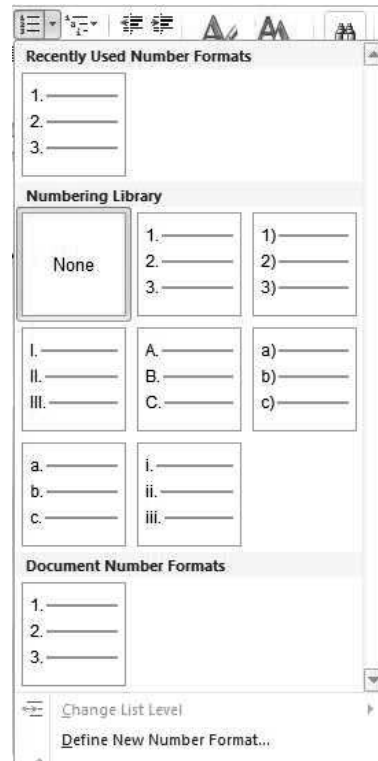 Recently Used Number Formats
1.
2.
3.
Numbering Library
None
1.
2.
3.
1)
2)
3)
I.
II.
III.
A.
B.
C.
a)
b)
c)
a.
b.
c.
i.
ii.
iii.
Document Number Formats
1.
2.
3.
Change List Level
Define New Number Format...